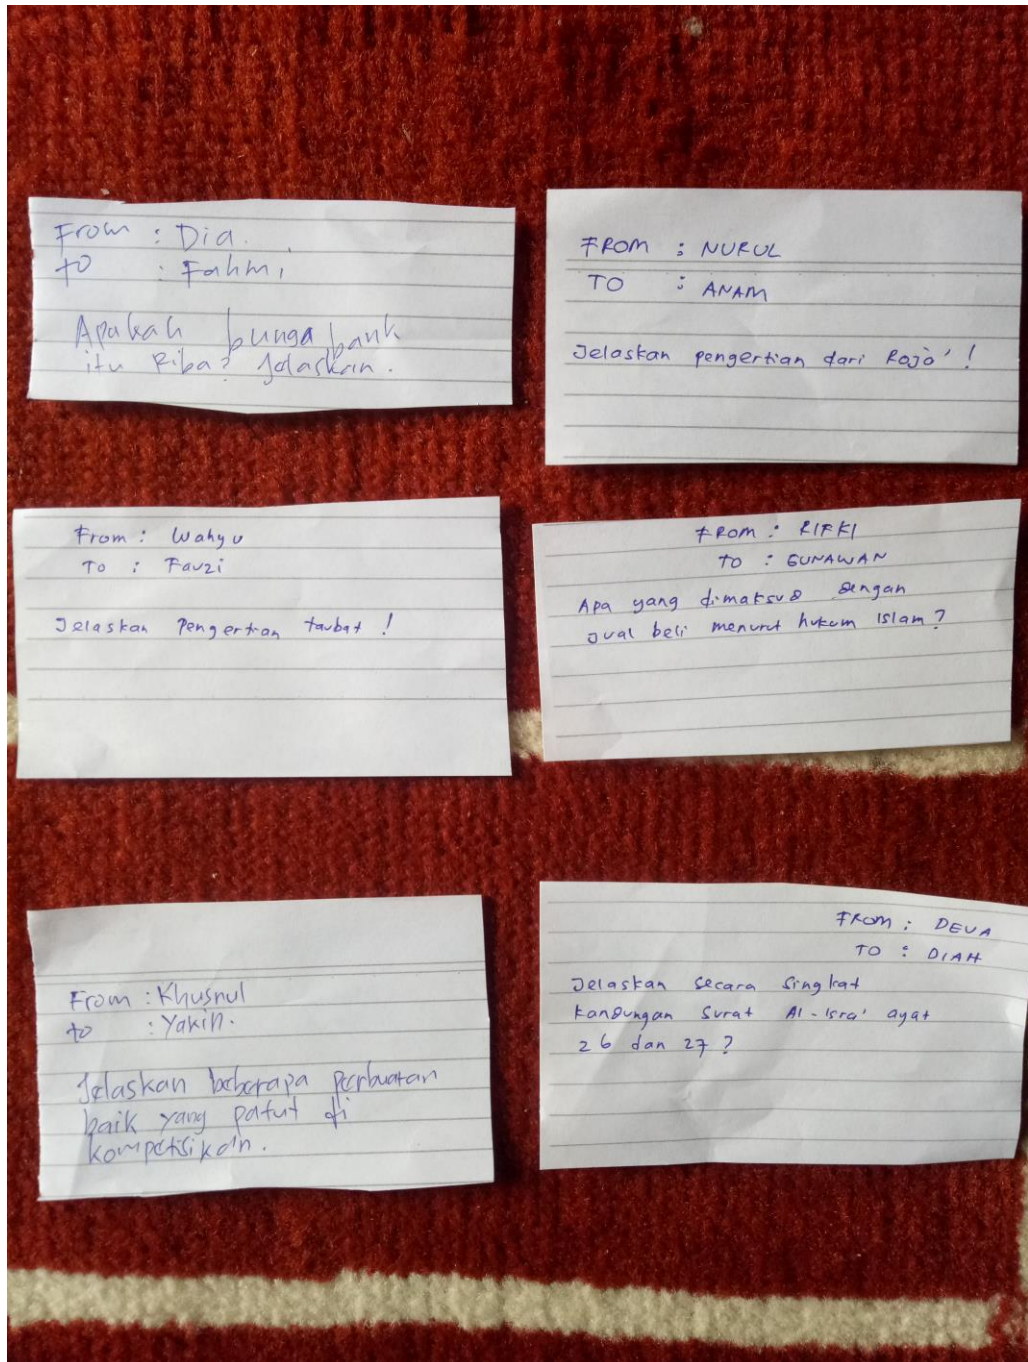 From : Dia.
to : Fahmi
Apakah bunga bank
itu Riba? Jelaskan.
FROM : NURUL
TO : ANAM
Jelaskan pengertian dari Rojo' !
From : Wahyu
To : Fauzi
Jelaskan Pengertian taubat !
FROM : RIFKI
TO : GUNAWAN
Apa yang dimaksud dengan
jual beli menurut hukum Islam ?
From : Khusnul
to : Yakin.
Jelaskan beberapa perbuatan
baik yang patut di
kompetisikan.
FROM : DEVA
TO : DIAH
Jelaskan secara singkat
kandungan surat Al-Isra' ayat
26 dan 27 ?